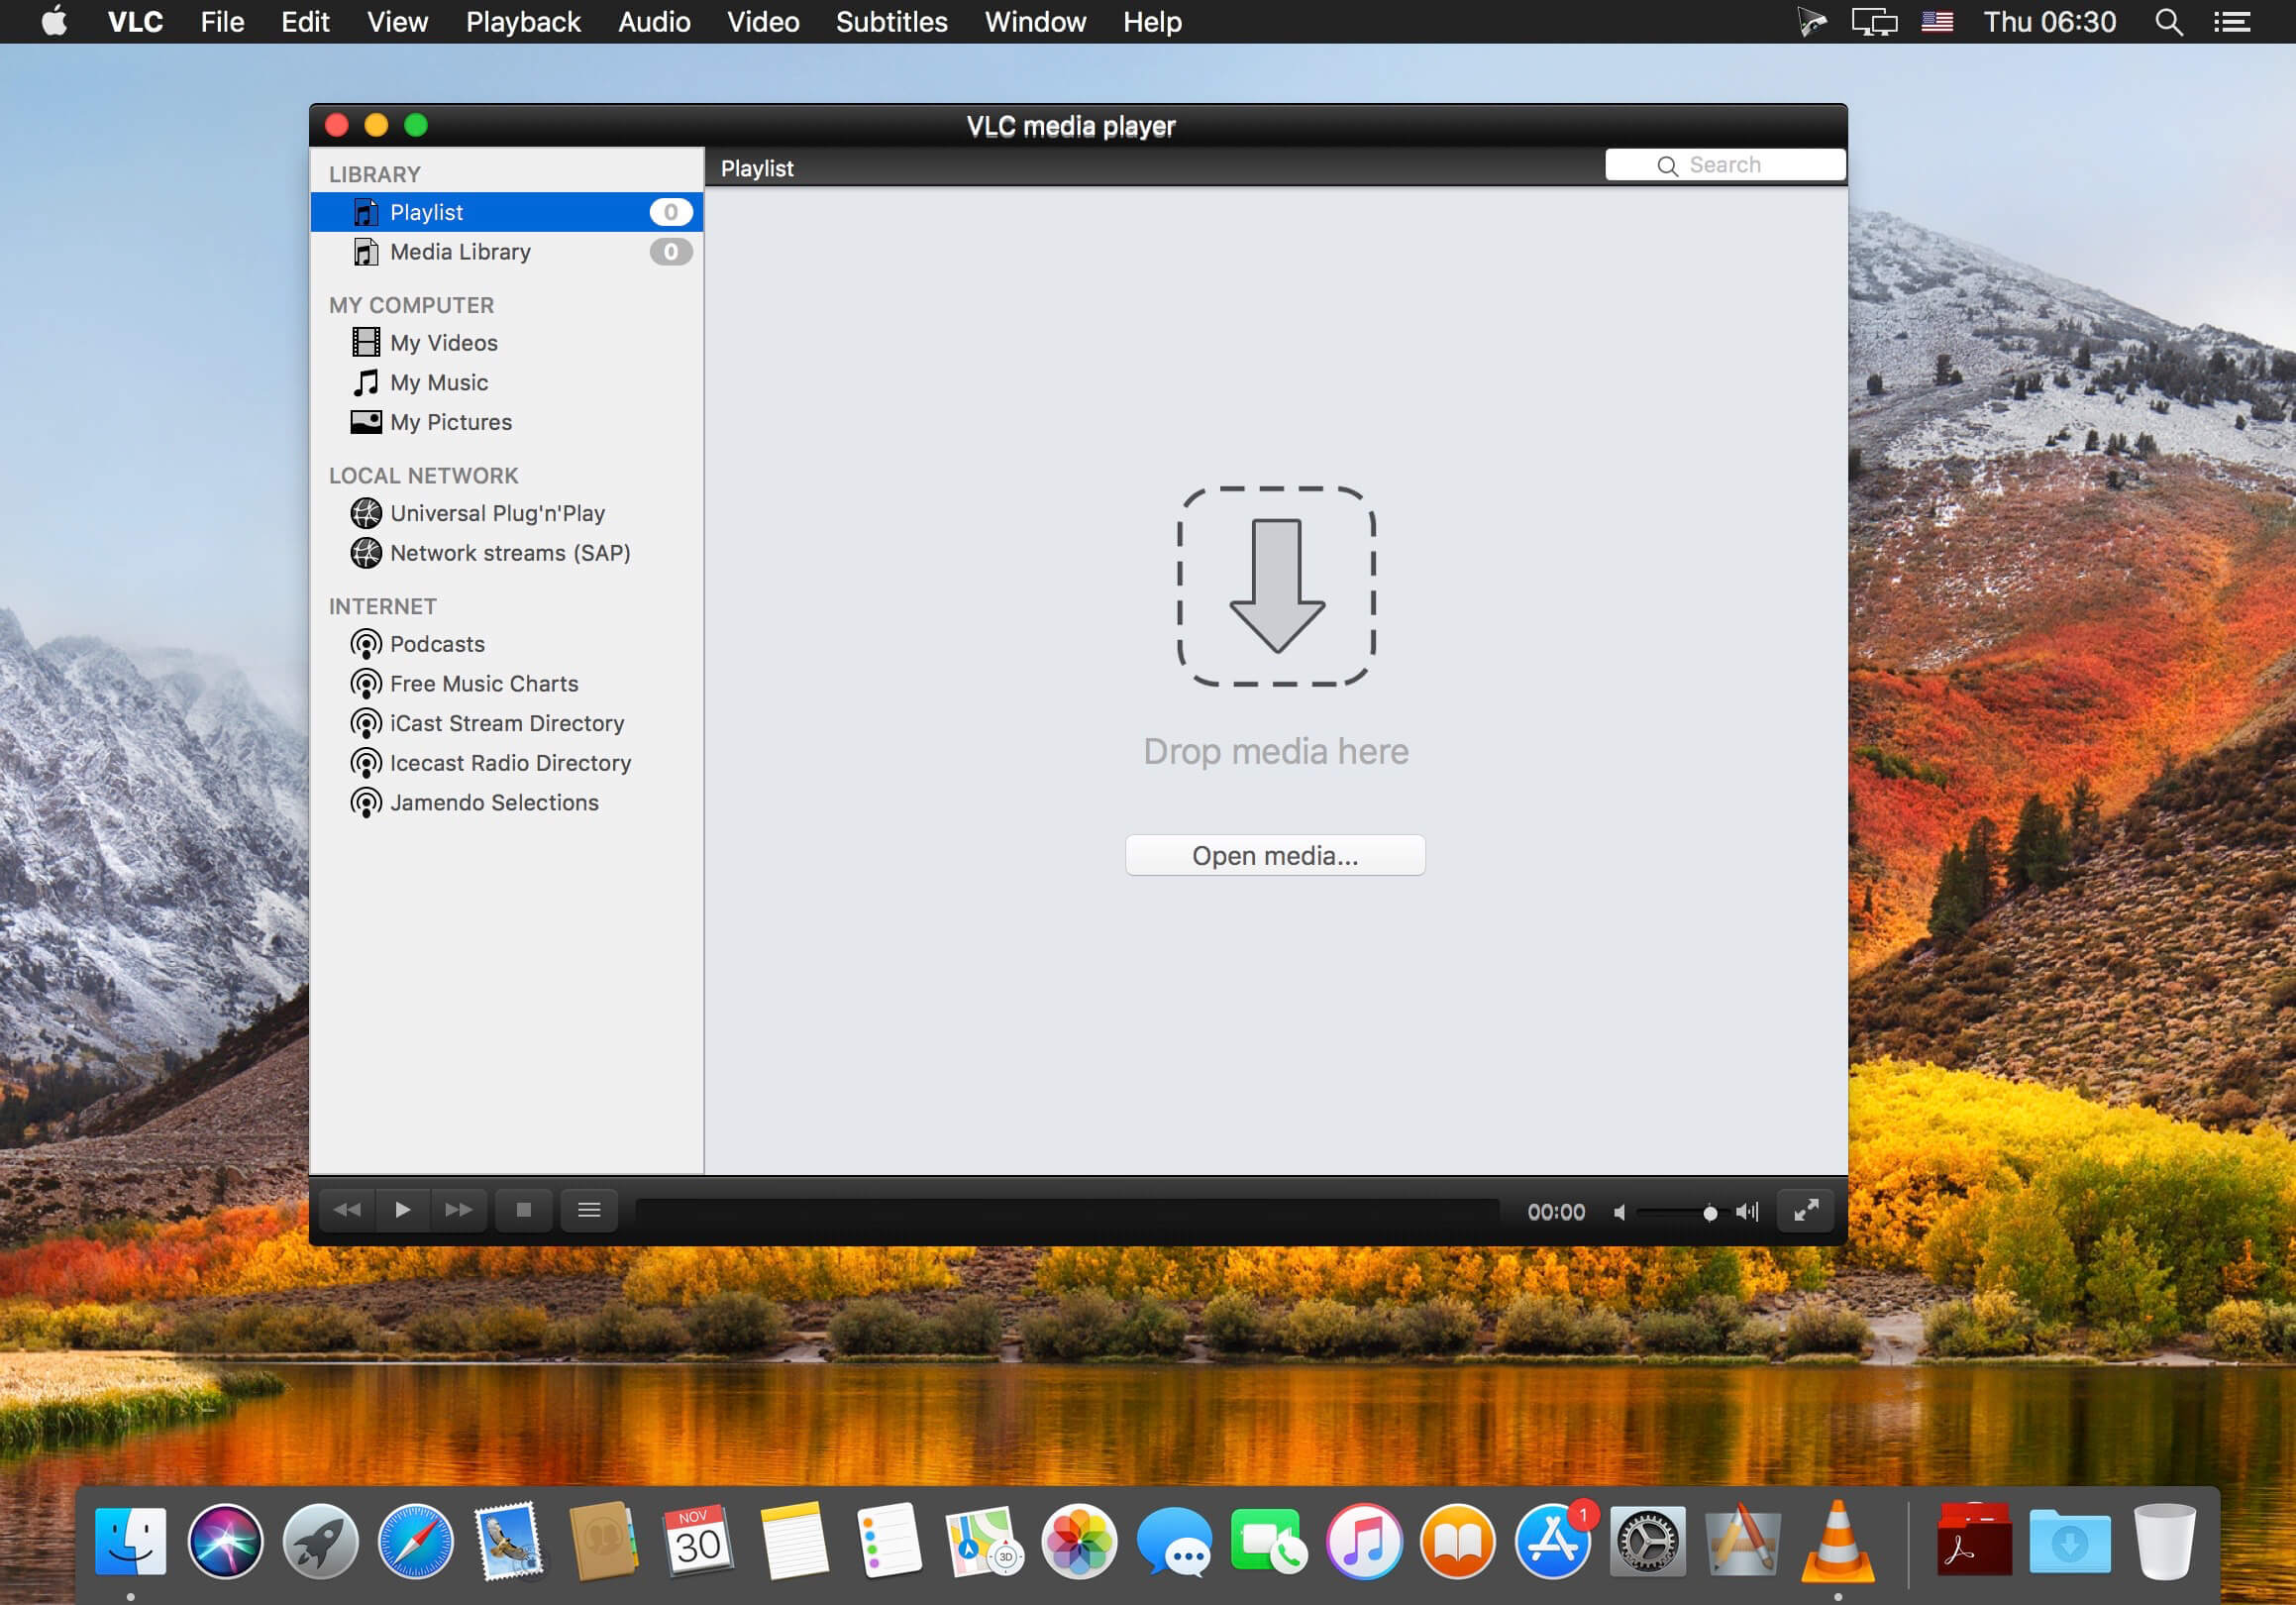 VLC File Edit View Playback Audio Video Subtitles Window Help Thu 06:30
VLC media player
LIBRARY
Playlist 0
Media Library 0
MY COMPUTER
My Videos
My Music
My Pictures
LOCAL NETWORK
Universal Plug'n'Play
Network streams (SAP)
INTERNET
Podcasts
Free Music Charts
iCast Stream Directory
Icecast Radio Directory
Jamendo Selections
Playlist
Search
Drop media here
Open media...
00:00
NOV
30
3D
1